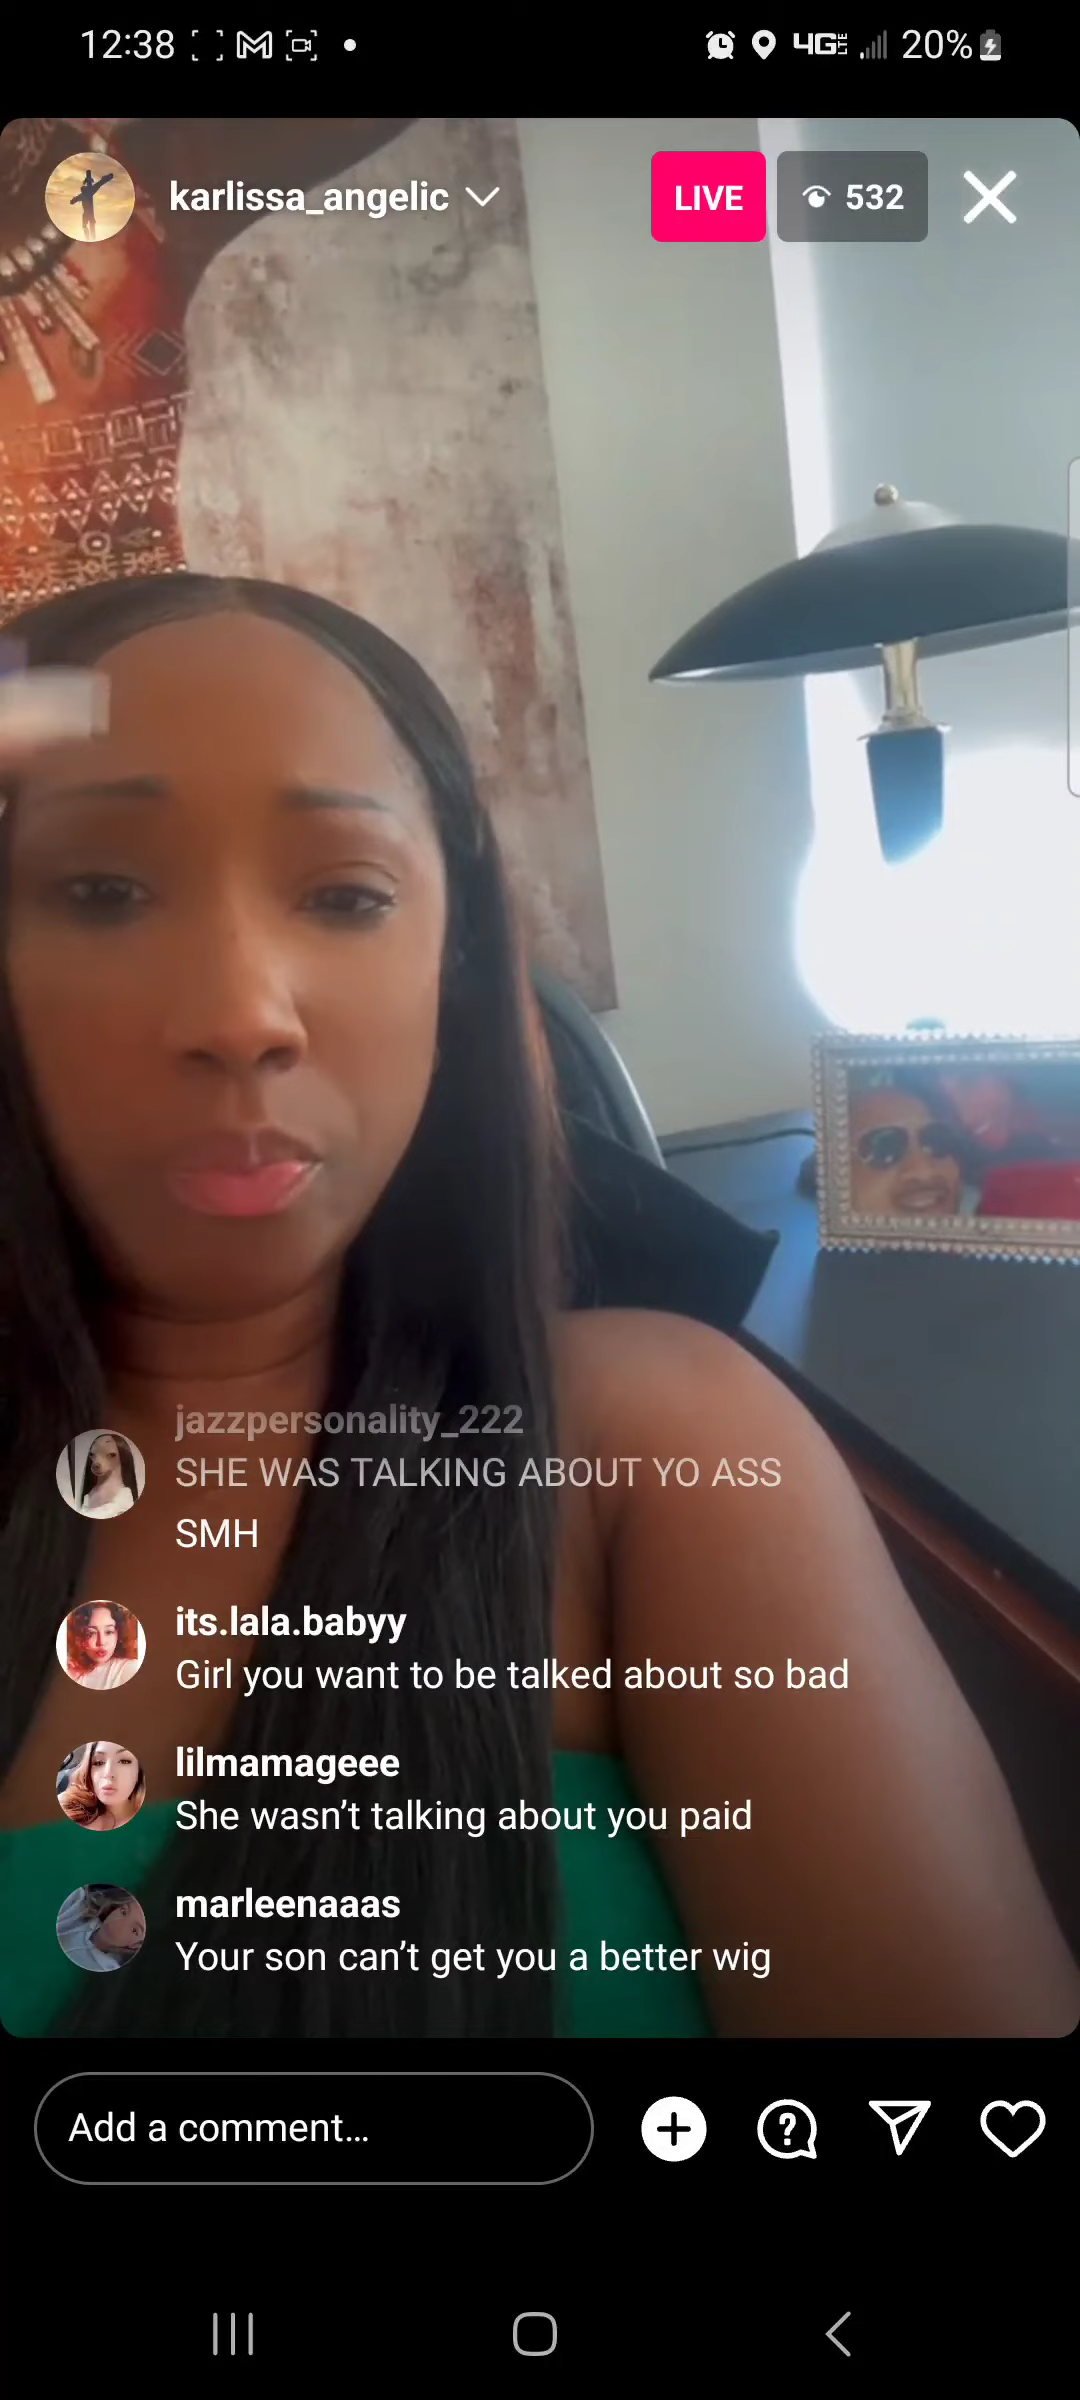 12:38
4G LTE
20%
karlissa_angelic
LIVE
532
jazzpersonality_222
SHE WAS TALKING ABOUT YO ASS
SMH
its.lala.babyy
Girl you want to be talked about so bad
lilmamageee
She wasn’t talking about you paid
marleenaaas
Your son can’t get you a better wig
Add a comment…